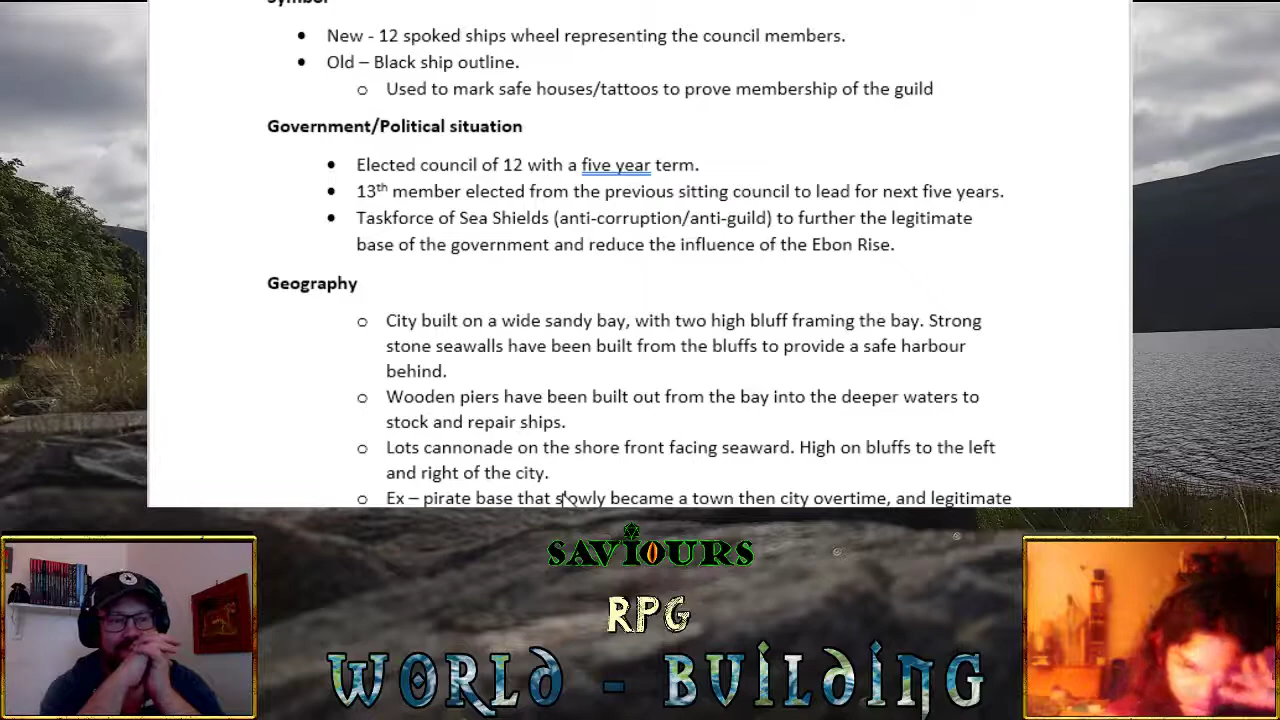 Symbol
• New - 12 spoked ships wheel representing the council members.
• Old – Black ship outline.
o Used to mark safe houses/tattoos to prove membership of the guild
Government/Political situation
• Elected council of 12 with a five year term.
• 13th member elected from the previous sitting council to lead for next five years.
• Taskforce of Sea Shields (anti-corruption/anti-guild) to further the legitimate
base of the government and reduce the influence of the Ebon Rise.
Geography
o City built on a wide sandy bay, with two high bluff framing the bay. Strong
stone seawalls have been built from the bluffs to provide a safe harbour
behind.
o Wooden piers have been built out from the bay into the deeper waters to
stock and repair ships.
o Lots cannonade on the shore front facing seaward. High on bluffs to the left
and right of the city.
o Ex – pirate base that slowly became a town then city overtime, and legitimate
SAVIOURS
RPG
WORLD - BUILDING